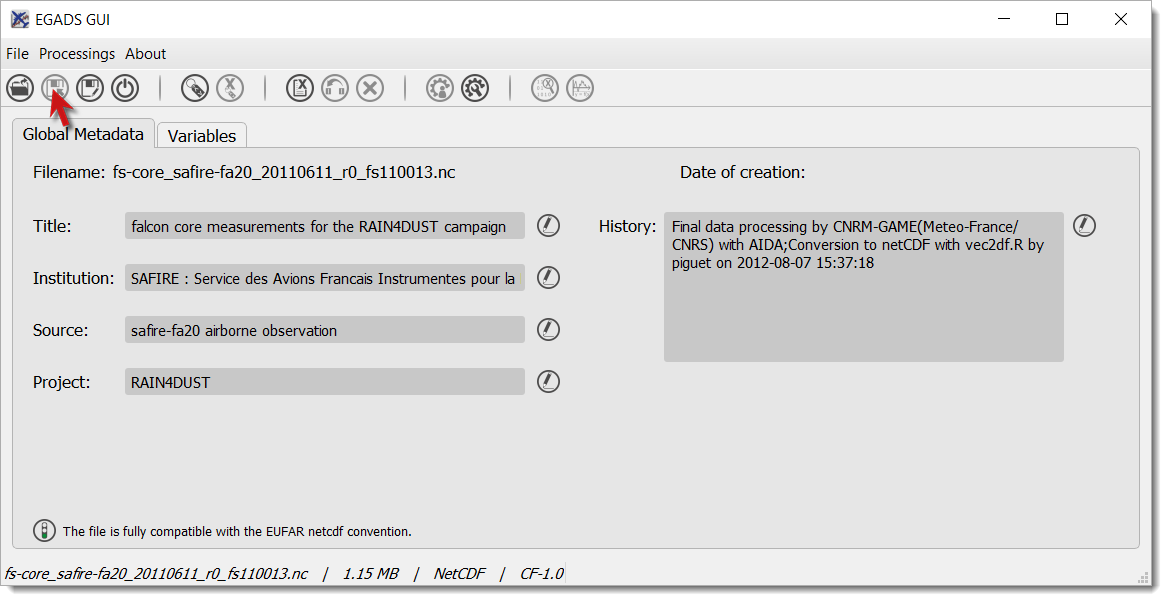 EGADS GUI
File Processings About
Global Metadata Variables
Filename: fs-core_safire-fa20_20110611_r0_fs110013.nc
Date of creation:
Title: falcon core measurements for the RAIN4DUST campaign
Institution: SAFIRE : Service des Avions Francais Instrumentes pour la
Source: safire-fa20 airborne observation
Project: RAIN4DUST
History: Final data processing by CNRM-GAME(Meteo-France/
CNRS) with AIDA;Conversion to netCDF with vec2df.R by
piguet on 2012-08-07 15:37:18
The file is fully compatible with the EUFAR netcdf convention.
fs-core_safire-fa20_20110611_r0_fs110013.nc | 1.15 MB | NetCDF | CF-1.0